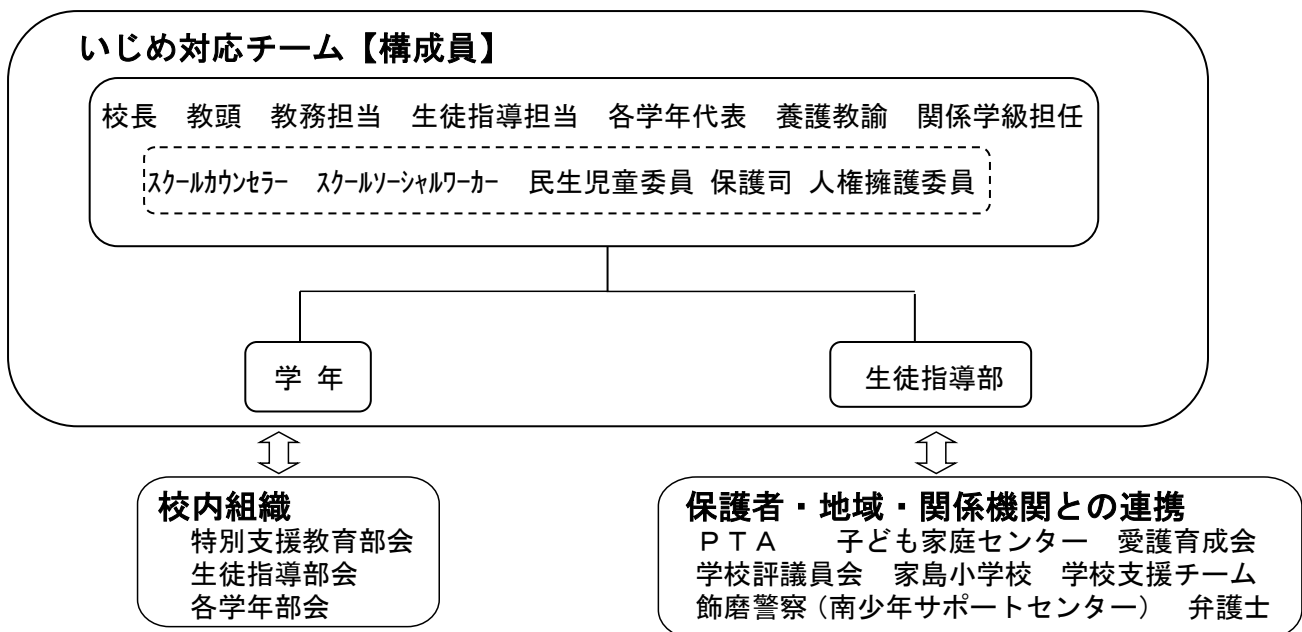 いじめ対応チーム【構成員】
校長 教頭 教務担当 生徒指導担当 各学年代表 養護教諭 関係学級担任
スクールカウンセラー スクールソーシャルワーカー 民生児童委員 保護司 人権擁護委員
学 年
生徒指導部
校内組織
特別支援教育部会
生徒指導部会
各学年部会
保護者・地域・関係機関との連携
PTA 子ども家庭センター 愛護育成会
学校評議員会 家島小学校 学校支援チーム
飾磨警察(南少年サポートセンター) 弁護士